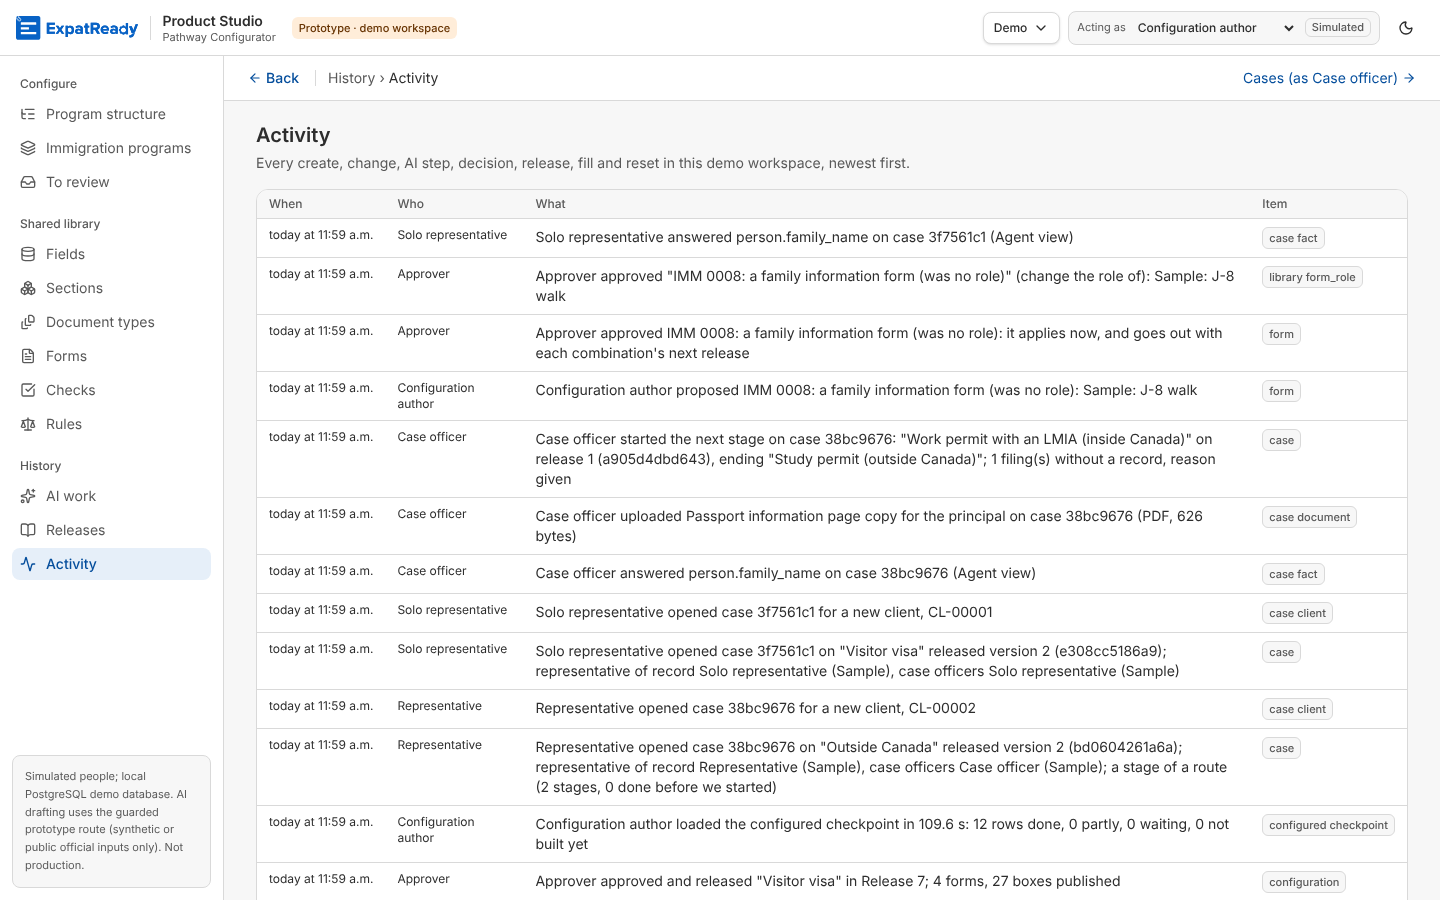 ExpatReady
Product Studio
Pathway Configurator
Prototype · demo workspace
Demo
Acting as
Configuration author
Simulated
Configure
Program structure
Immigration programs
To review
Shared library
Fields
Sections
Document types
Forms
Checks
Rules
History
AI work
Releases
Activity
Simulated people; local
PostgreSQL demo database. AI
drafting uses the guarded
prototype route (synthetic or
public official inputs only). Not
production.
← Back
History › Activity
Cases (as Case officer) →
Activity
Every create, change, AI step, decision, release, fill and reset in this demo workspace, newest first.
When Who What Item
today at 11:59 a.m. Solo representative Solo representative answered person.family_name on case 3f7561c1 (Agent view) case fact
today at 11:59 a.m. Approver Approver approved "IMM 0008: a family information form (was no role)" (change the role of): Sample: J-8 library form_role
walk
today at 11:59 a.m. Approver Approver approved IMM 0008: a family information form (was no role): it applies now, and goes out with form
each combination's next release
today at 11:59 a.m. Configuration Configuration author proposed IMM 0008: a family information form (was no role): Sample: J-8 walk form
author
today at 11:59 a.m. Case officer Case officer started the next stage on case 38bc9676: "Work permit with an LMIA (inside Canada)" on case
release 1 (a905d4dbd643), ending "Study permit (outside Canada)"; 1 filing(s) without a record, reason
given
today at 11:59 a.m. Case officer Case officer uploaded Passport information page copy for the principal on case 38bc9676 (PDF, 626 case document
bytes)
today at 11:59 a.m. Case officer Case officer answered person.family_name on case 38bc9676 (Agent view) case fact
today at 11:59 a.m. Solo representative Solo representative opened case 3f7561c1 for a new client, CL-00001 case client
today at 11:59 a.m. Solo representative Solo representative opened case 3f7561c1 on "Visitor visa" released version 2 (e308cc5186a9); case
representative of record Solo representative (Sample), case officers Solo representative (Sample)
today at 11:59 a.m. Representative Representative opened case 38bc9676 for a new client, CL-00002 case client
today at 11:59 a.m. Representative Representative opened case 38bc9676 on "Outside Canada" released version 2 (bd0604261a6a); case
representative of record Representative (Sample), case officers Case officer (Sample); a stage of a route
(2 stages, 0 done before we started)
today at 11:59 a.m. Configuration Configuration author loaded the configured checkpoint in 109.6 s: 12 rows done, 0 partly, 0 waiting, 0 not configured checkpoint
author built yet
today at 11:59 a.m. Approver Approver approved and released "Visitor visa" in Release 7; 4 forms, 27 boxes published configuration